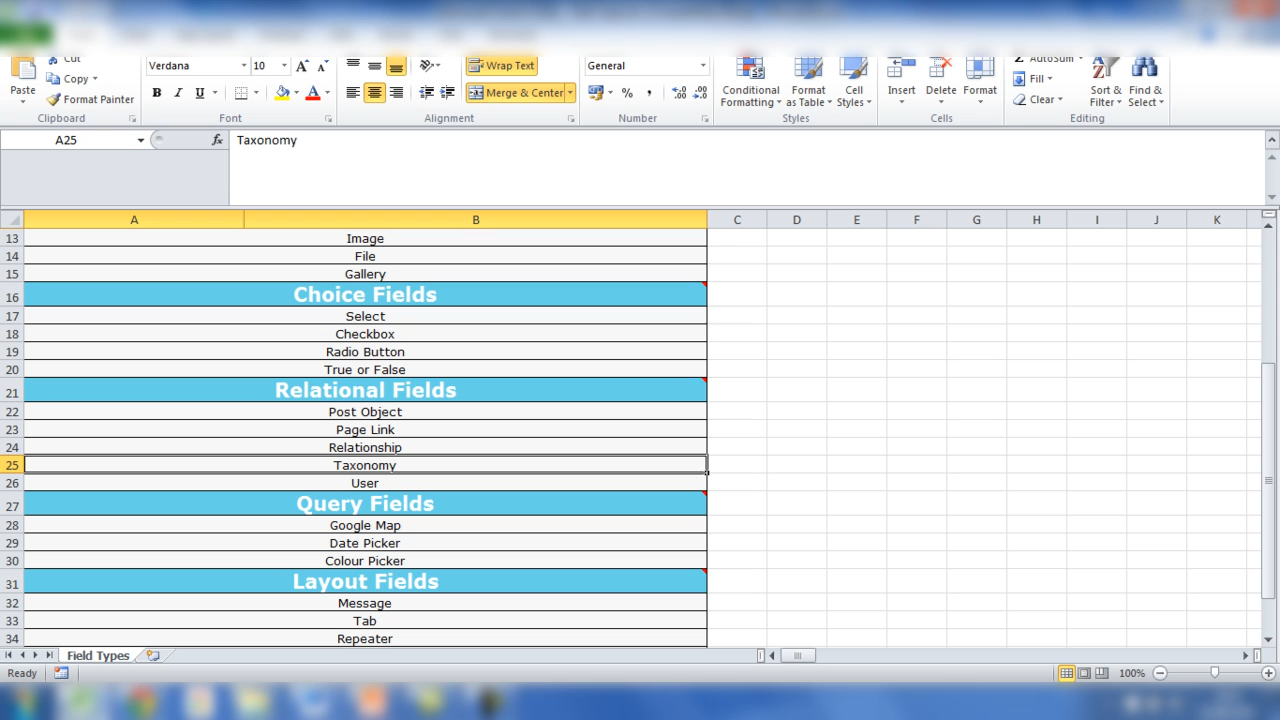 Cut
Copy
Paste
Format Painter
Clipboard
Verdana 10 A A
B I U A
Font
Wrap Text
Merge & Center
Alignment
General
% , .0 .00 .00 .0
Number
Conditional Formatting
Format as Table
Cell Styles
Styles
Insert Delete Format
Cells
Σ AutoSum
Fill
Clear
Sort & Filter
Find & Select
Editing
A25 fx Taxonomy
A B C D E F G H I J K
13 Image
14 File
15 Gallery
16 Choice Fields
17 Select
18 Checkbox
19 Radio Button
20 True or False
21 Relational Fields
22 Post Object
23 Page Link
24 Relationship
25 Taxonomy
26 User
27 Query Fields
28 Google Map
29 Date Picker
30 Colour Picker
31 Layout Fields
32 Message
33 Tab
34 Repeater
Field Types
Ready 100%